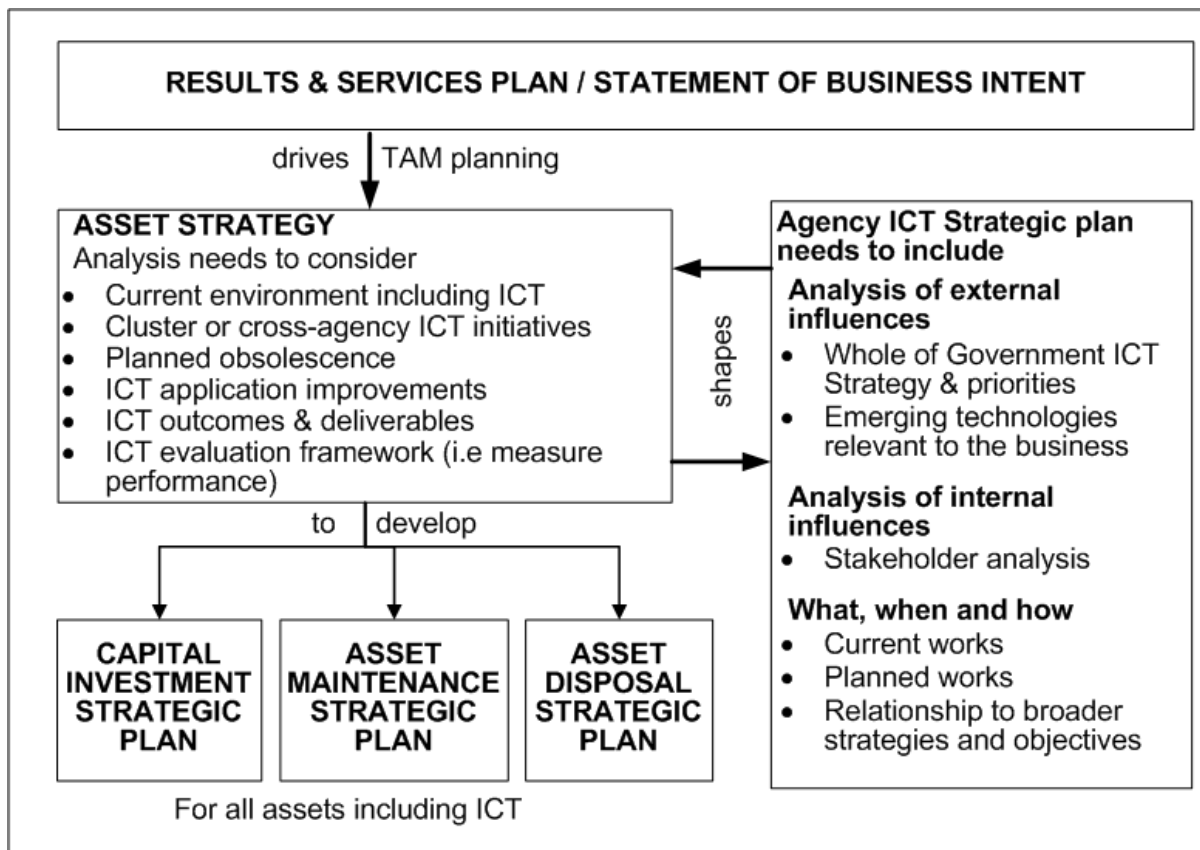 RESULTS & SERVICES PLAN / STATEMENT OF BUSINESS INTENT
drives TAM planning
ASSET STRATEGY
Analysis needs to consider
• Current environment including ICT
• Cluster or cross-agency ICT initiatives
• Planned obsolescence
• ICT application improvements
• ICT outcomes & deliverables
• ICT evaluation framework (i.e measure
performance)
shapes
Agency ICT Strategic plan
needs to include
Analysis of external
influences
• Whole of Government ICT
Strategy & priorities
• Emerging technologies
relevant to the business
Analysis of internal
influences
• Stakeholder analysis
What, when and how
• Current works
• Planned works
• Relationship to broader
strategies and objectives
to develop
CAPITAL
INVESTMENT
STRATEGIC
PLAN
ASSET
MAINTENANCE
STRATEGIC
PLAN
ASSET
DISPOSAL
STRATEGIC
PLAN
For all assets including ICT